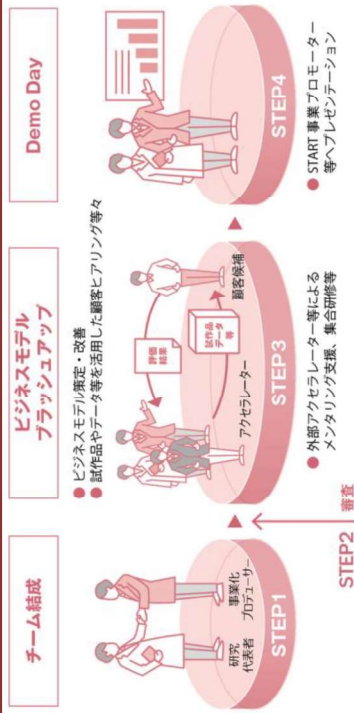 チーム結成
研究
代表者
事業化
プロデューサー
STEP1
STEP2
審査
ビジネスモデル
ブラッシュアップ
● ビジネスモデル策定・改善
● 試作品やデータ等を活用した顧客ヒアリング等々
評価
結果
試作品
データ
等
アクセラレーター
顧客候補
STEP3
● 外部アクセラレーター等による
メンタリング支援、集合研修等
Demo Day
STEP4
● START 事業プロモーター
等へプレゼンテーション